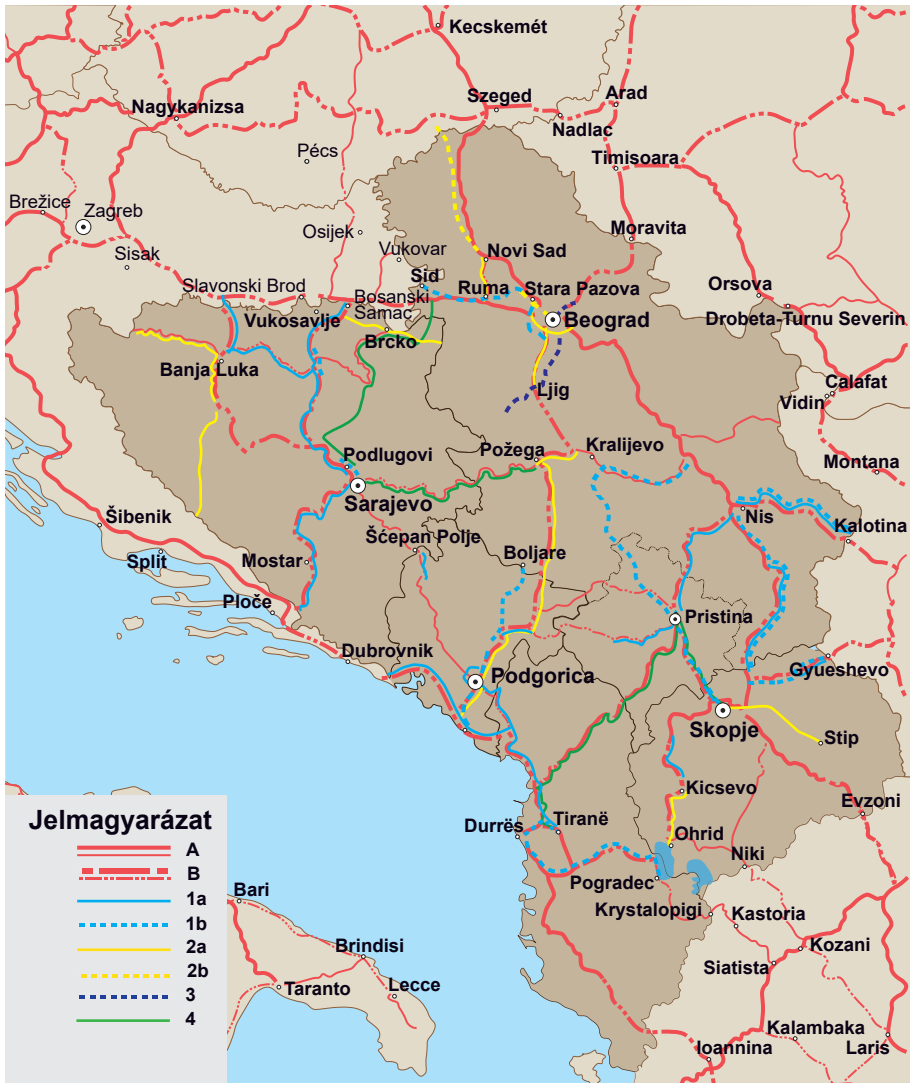 Kecskemét
Szeged
Arad
Nagykanizsa
Nadlac
Pécs
Timisoara
Brežice
Zagreb
Osijek
Moravita
Sisak
Vukovar
Novi Sad
Sid
Orsova
Slavonski Brod
Bosanski
Samac
Ruma
Stara Pazova
Vukosavlje
Beograd
Drobeta-Turnu Severin
Brcko
Banja Luka
Calafat
Ljig
Vidin
Podlugovi
Požega
Kralijevo
Montana
Sarajevo
Šibenik
Nis
Kalotina
Šćepan Polje
Split
Mostar
Boljare
Ploče
Pristina
Dubrovnik
Podgorica
Gyueshevo
Skopje
Stip
Kicsevo
Evzoni
Durrës
Tiranë
Ohrid
Niki
Pogradec
Krystalopigi
Kastoria
Bari
Kozani
Brindisi
Siatista
Taranto
Lecce
Kalambaka
Ioannina
Laris
Jelmagyarázat
A
B
1a
1b
2a
2b
3
4